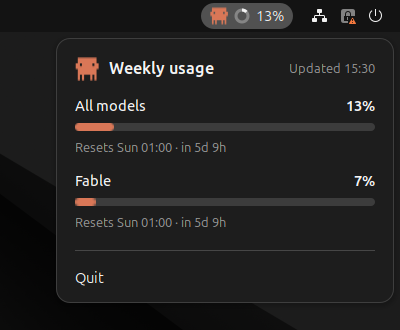 13%
Weekly usage
Updated 15:30
All models
13%
Resets Sun 01:00 · in 5d 9h
Fable
7%
Resets Sun 01:00 · in 5d 9h
Quit